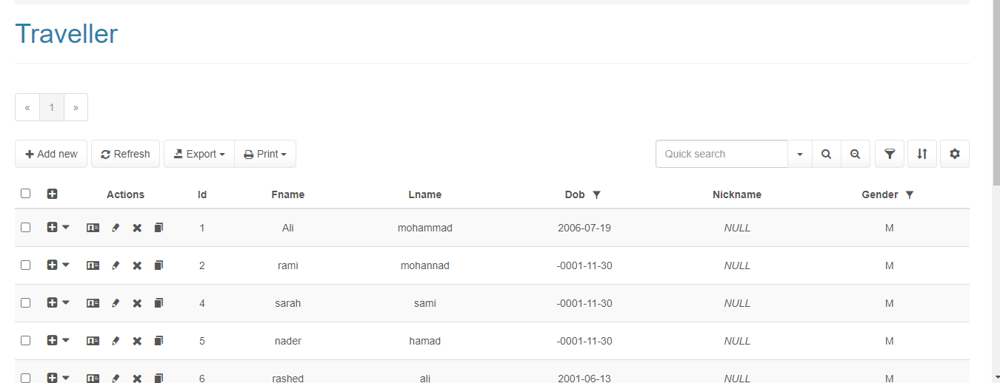 Traveller
« 1 »
Add new Refresh Export Print Quick search
Actions Id Fname Lname Dob Nickname Gender
1 Ali mohammad 2006-07-19 NULL M
2 rami mohannad -0001-11-30 NULL M
4 sarah sami -0001-11-30 NULL M
5 nader hamad -0001-11-30 NULL M
6 rashed ali 2001-06-13 NULL M